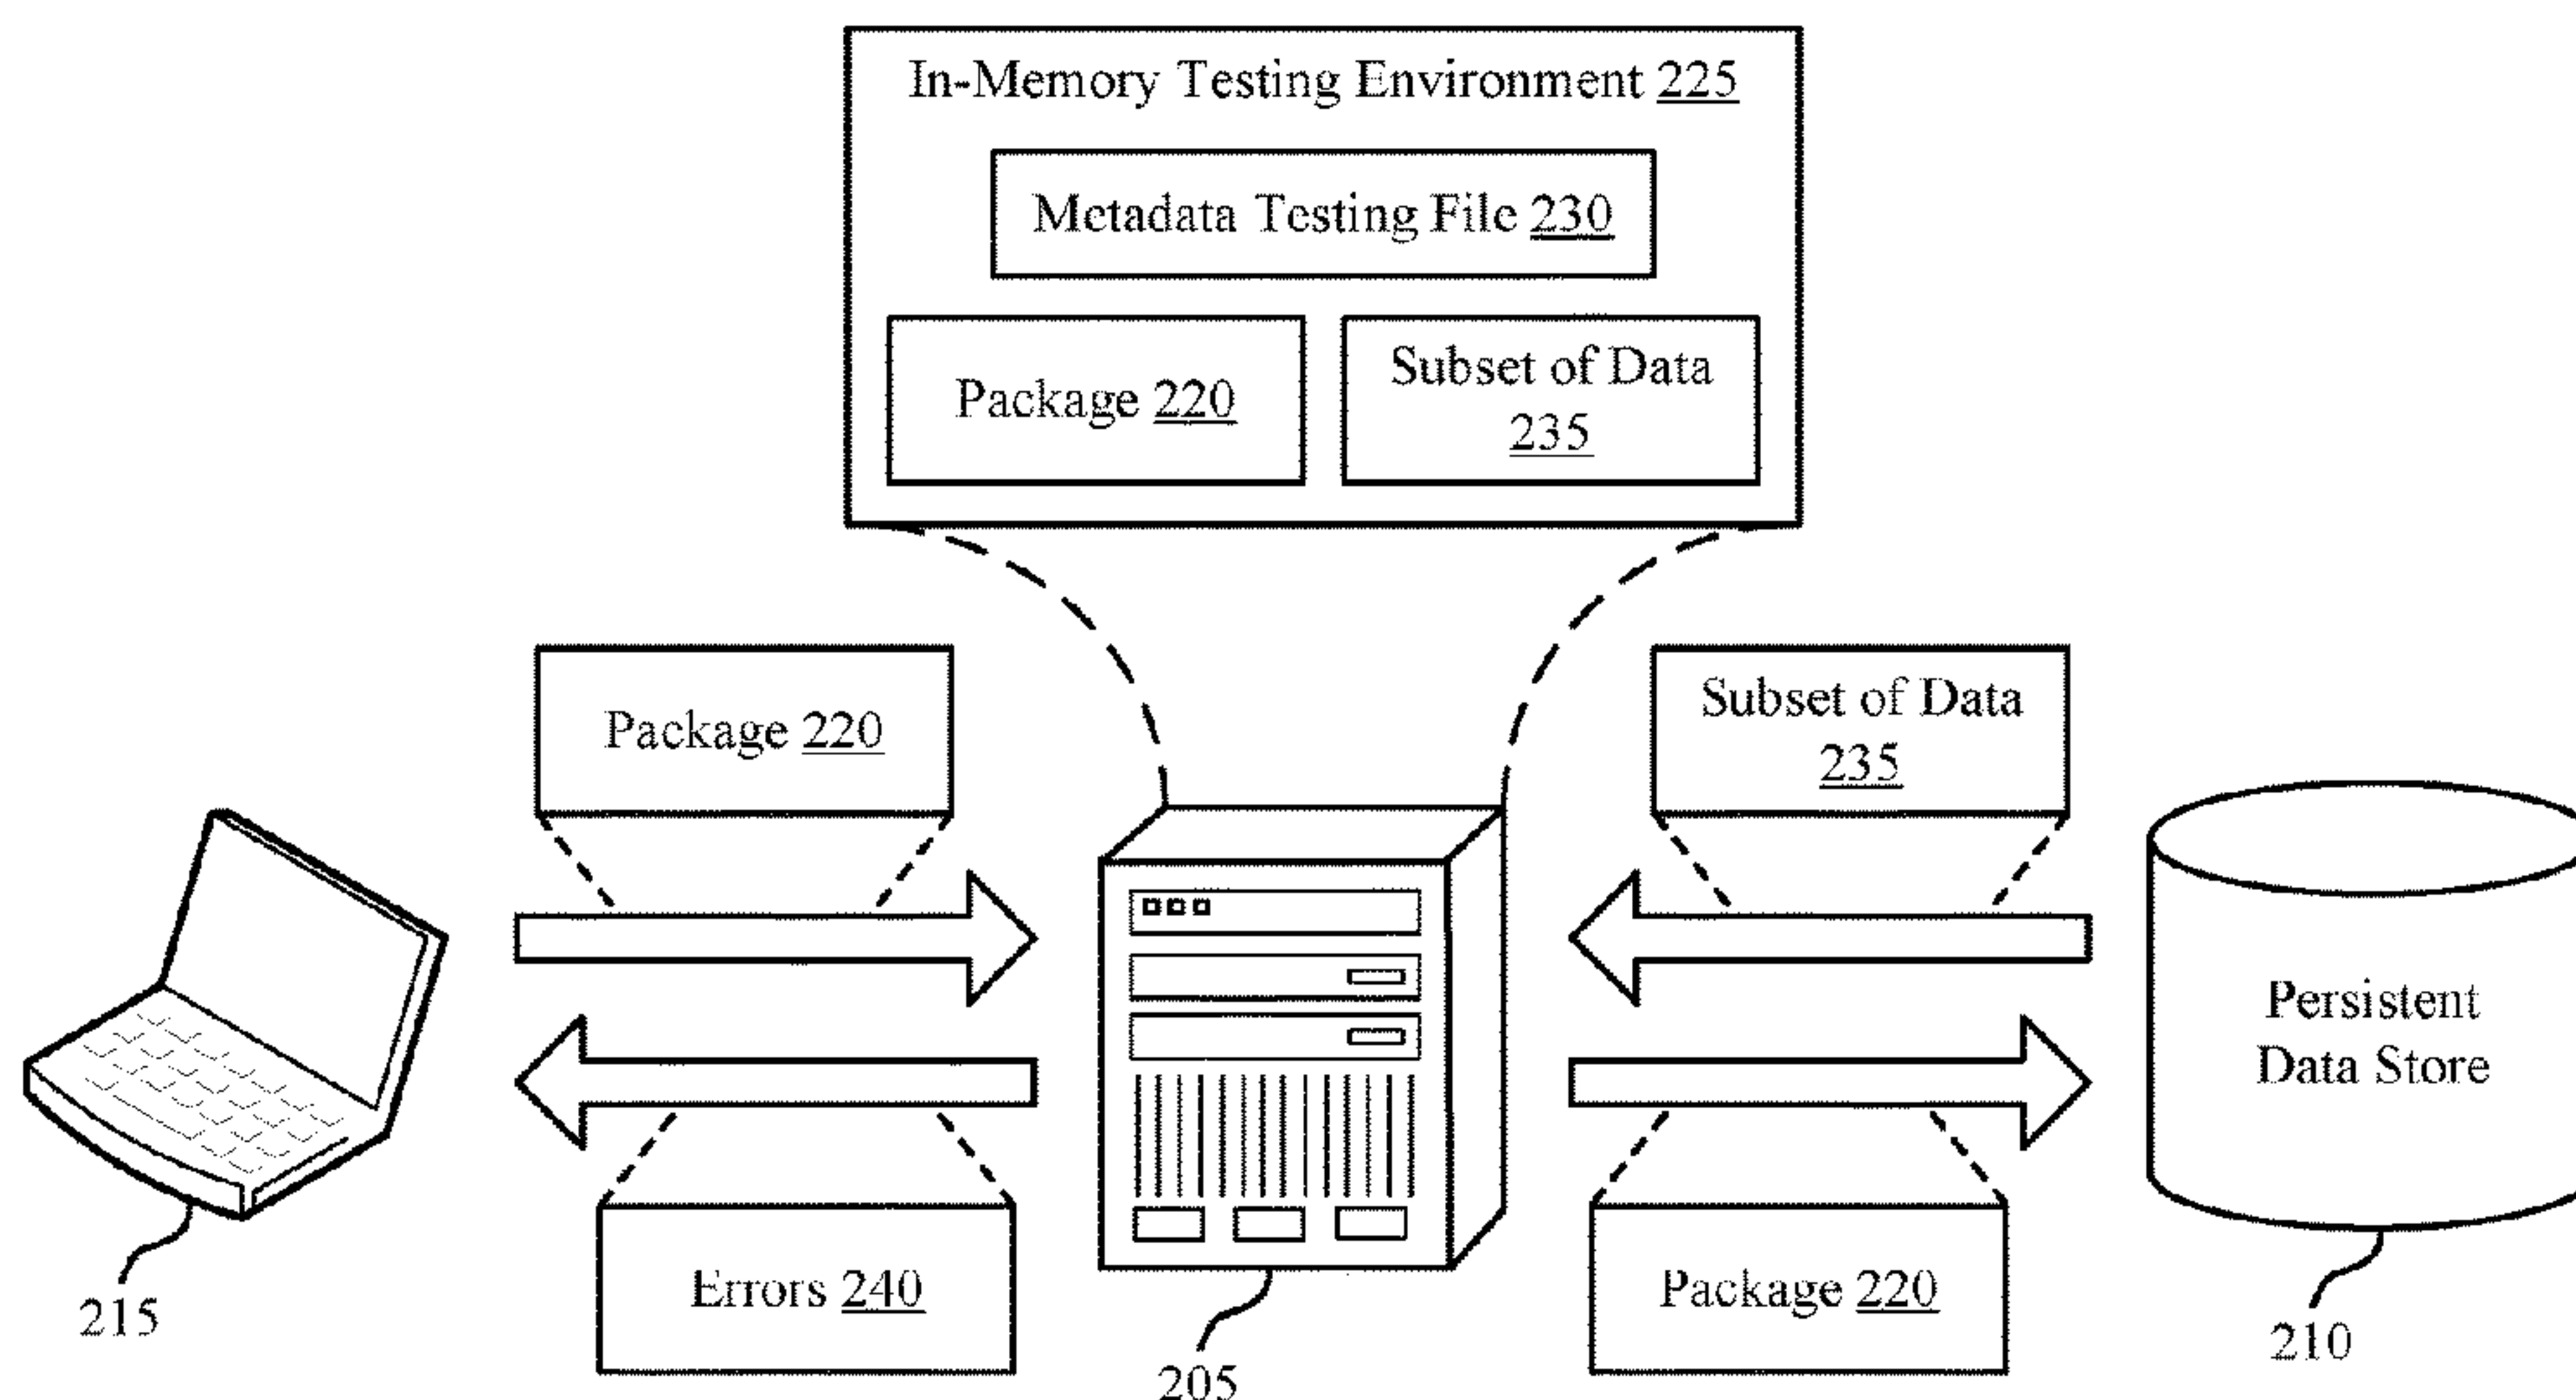 In-Memory Testing Environment 225
Metadata Testing File 230
Package 220
Subset of Data
235
Package 220
Subset of Data
235
Persistent
Data Store
Errors 240
Package 220
215
205
210